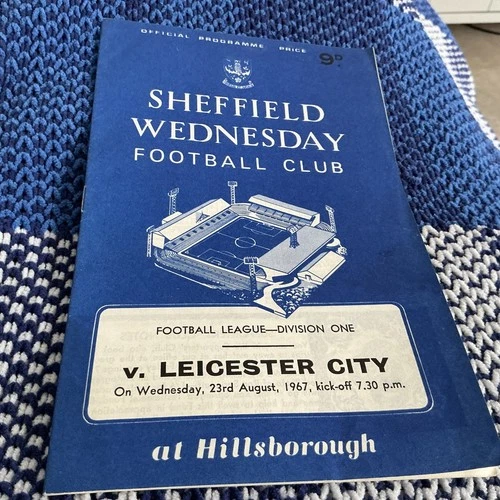 OFFICIAL PROGRAMME PRICE 9D
SHEFFIELD
WEDNESDAY
FOOTBALL CLUB
FOOTBALL LEAGUE—DIVISION ONE
v. LEICESTER CITY
On Wednesday, 23rd August, 1967, kick-off 7.30 p.m.
at Hillsborough